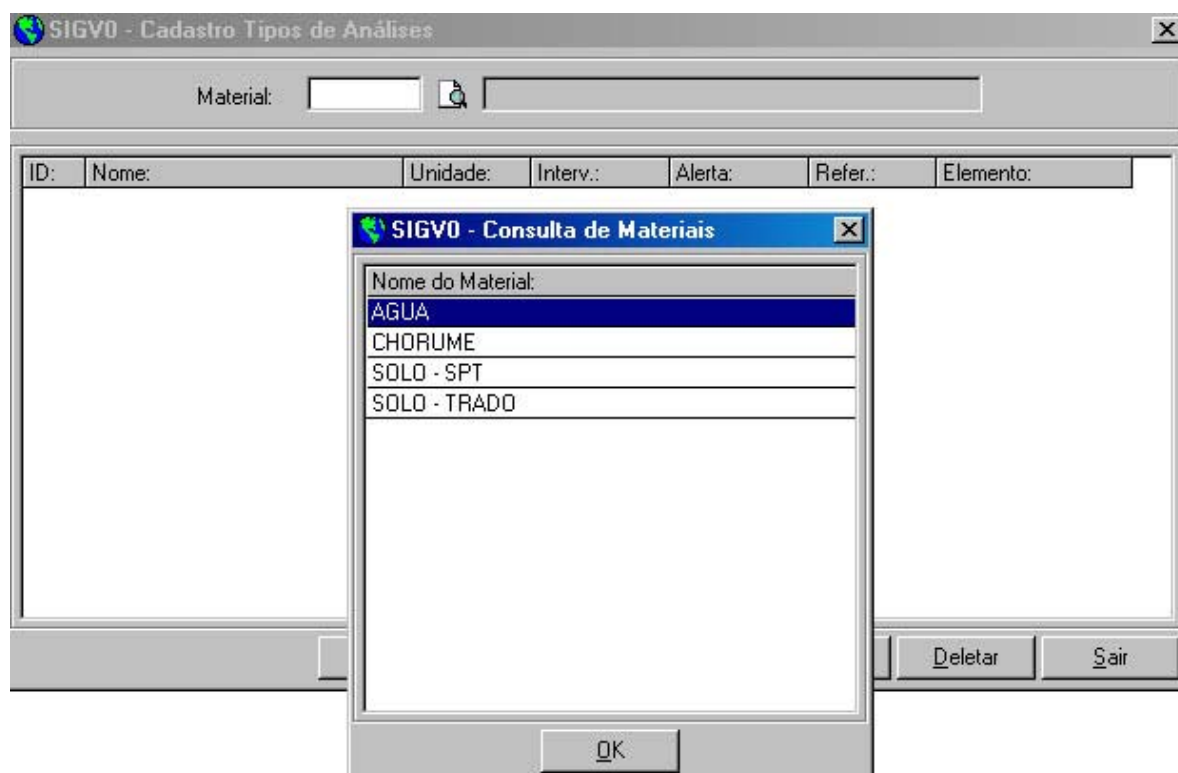 SIGV0 - Cadastro Tipos de Análises
Material:
ID: Nome: Unidade: Interv.: Alerta: Refer.: Elemento:
SIGV0 - Consulta de Materiais
Nome do Material:
AGUA
CHORUME
SOLO - SPT
SOLO - TRADO
Deletar Sair
OK